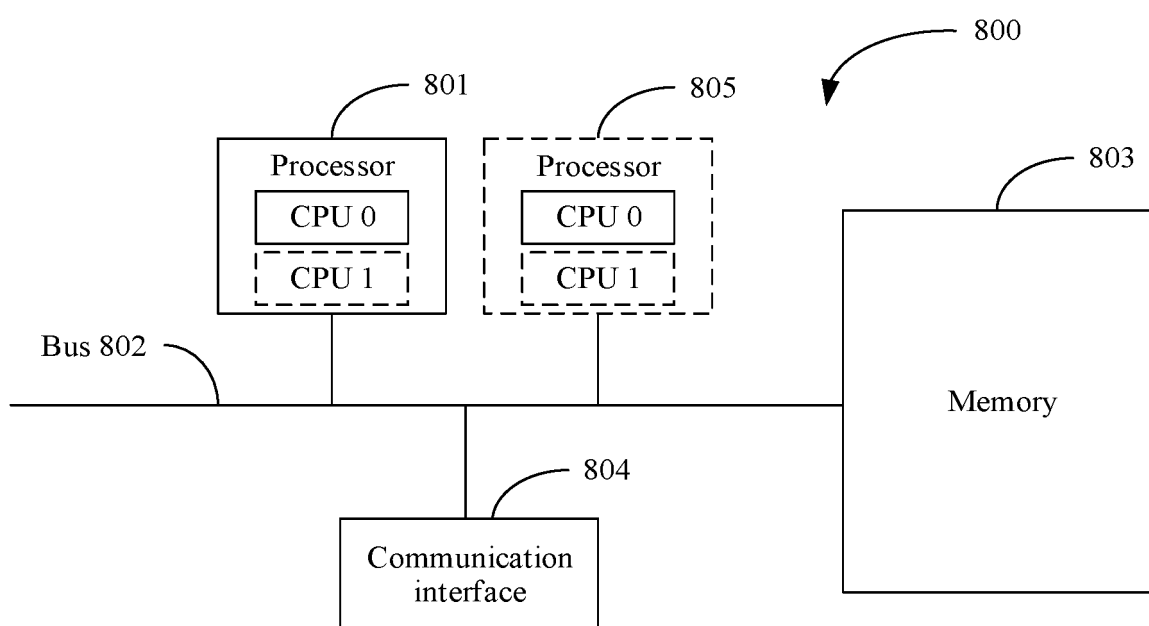 800
801
805
803
Processor
Processor
CPU 0
CPU 0
CPU 1
CPU 1
Bus 802
Memory
804
Communication
interface